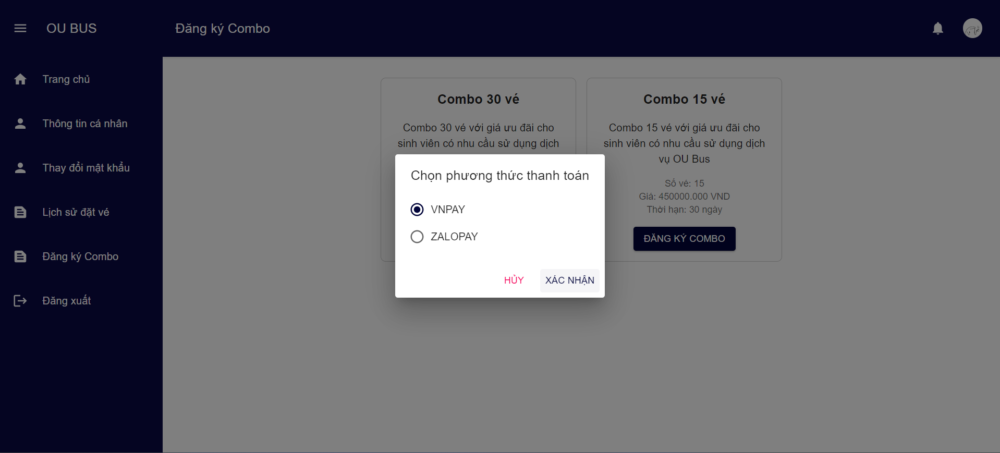 OU BUS
Đăng ký Combo
Trang chủ
Thông tin cá nhân
Thay đổi mật khẩu
Lịch sử đặt vé
Đăng ký Combo
Đăng xuất
Combo 30 vé
Combo 30 vé với giá ưu đãi cho
sinh viên có nhu cầu sử dụng dịch
Combo 15 vé
Combo 15 vé với giá ưu đãi cho
sinh viên có nhu cầu sử dụng dịch
vụ OU Bus
Số vé: 15
Giá: 450000.000 VND
Thời hạn: 30 ngày
ĐĂNG KÝ COMBO
Chọn phương thức thanh toán
VNPAY
ZALOPAY
HỦY
XÁC NHẬN